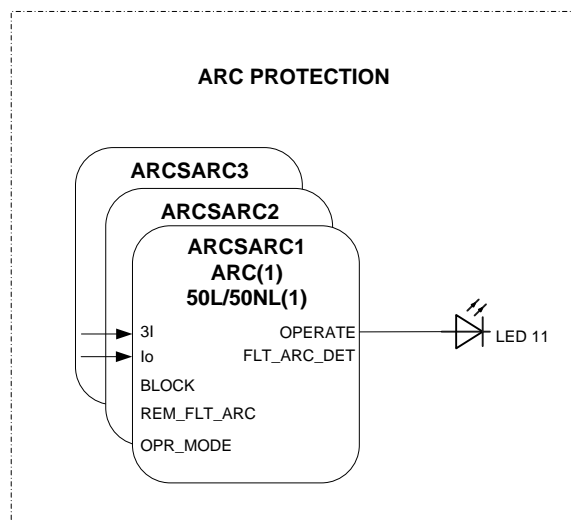 ARC PROTECTION
ARCSARC3
ARCSARC2
ARCSARC1
ARC(1)
50L/50NL(1)
3I
Io
BLOCK
REM_FLT_ARC
OPR_MODE
OPERATE
FLT_ARC_DET
LED 11